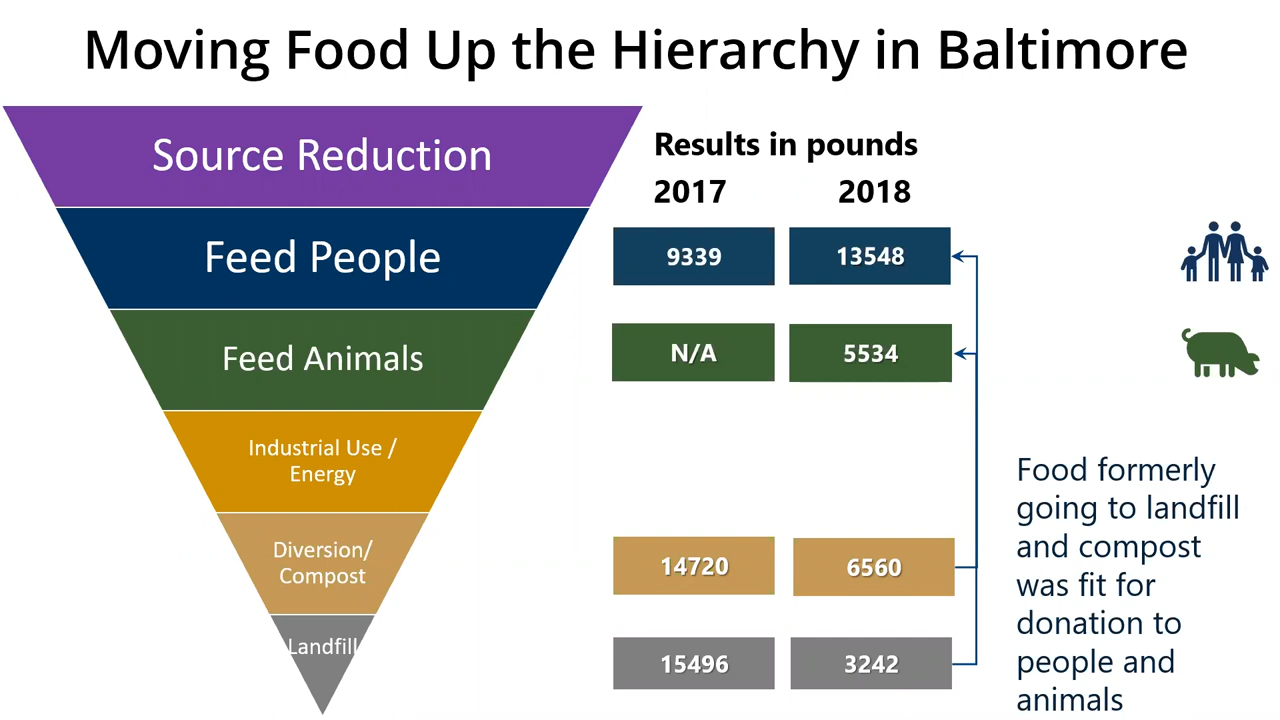 Moving Food Up the Hierarchy in Baltimore
Source Reduction
Feed People
Feed Animals
Industrial Use /
Energy
Diversion/
Compost
Landfill
Results in pounds
2017 2018
9339 13548
N/A 5534
14720 6560
15496 3242
Food formerly
going to landfill
and compost
was fit for
donation to
people and
animals